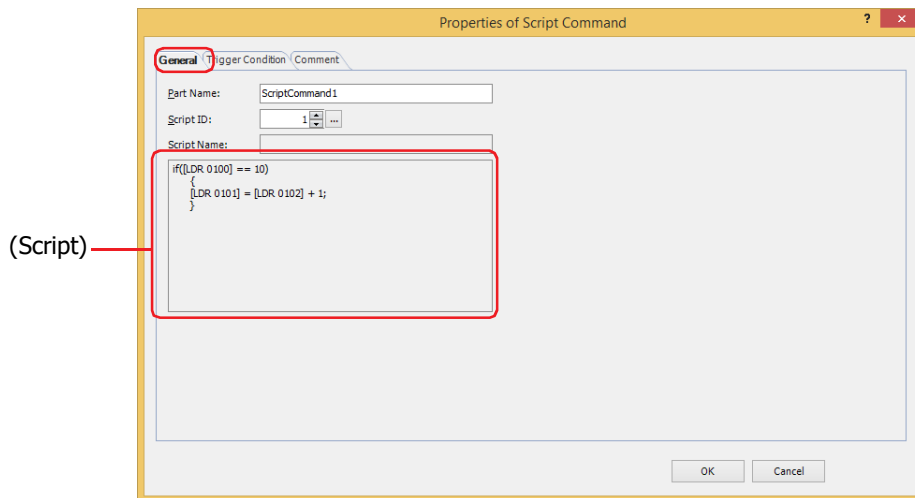 Properties of Script Command
? ×
General Trigger Condition Comment
Part Name: ScriptCommand1
Script ID: 1 ...
Script Name:
if([LDR 0100] == 10)
{
[LDR 0101] = [LDR 0102] + 1;
}
(Script)
OK Cancel